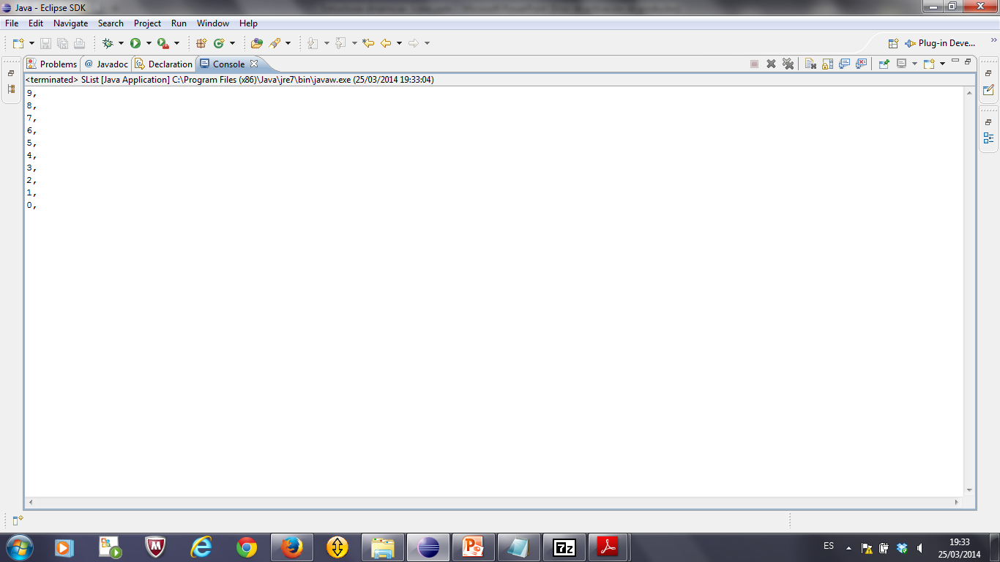 Java - Eclipse SDK
File Edit Navigate Search Project Run Window Help
Plug-in Deve...
Problems @ Javadoc Declaration Console
<terminated> SList [Java Application] C:\Program Files (x86)\Java\jre7\bin\javaw.exe (25/03/2014 19:33:04)
9,
8,
7,
6,
5,
4,
3,
2,
1,
0,
ES
19:33
25/03/2014